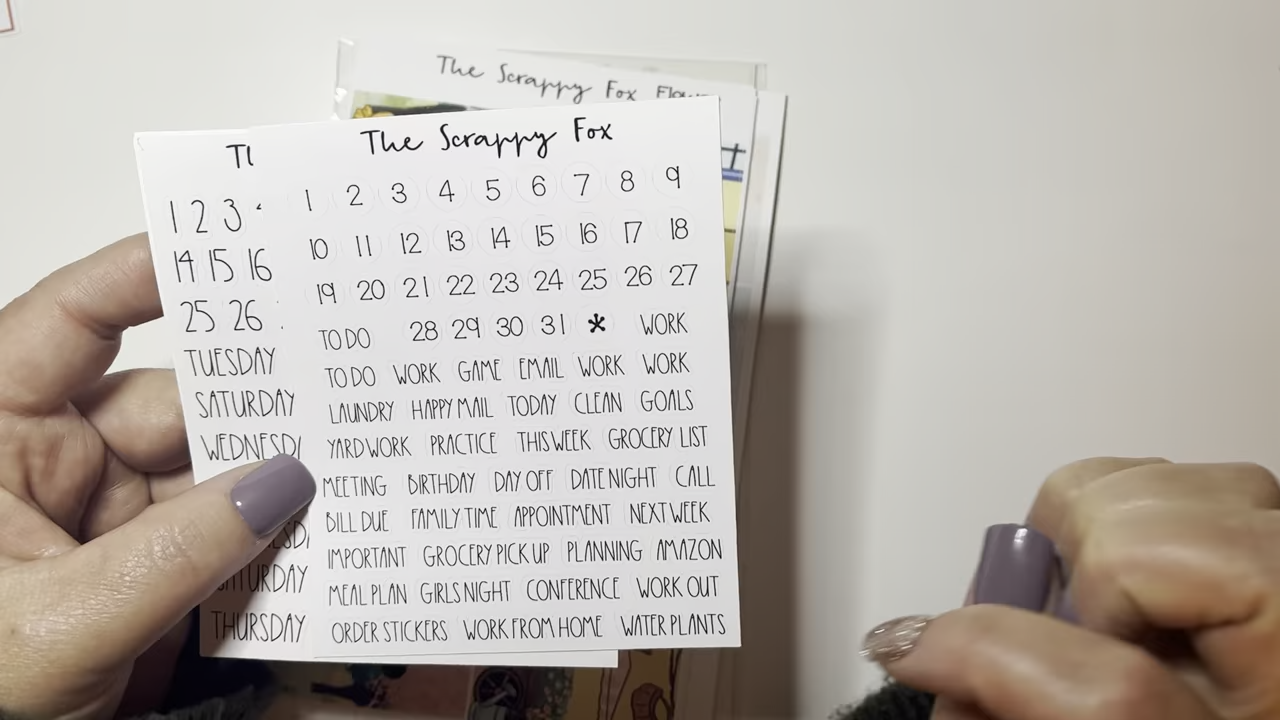 The Scrappy Fox
The Scrappy Fox
1 2 3 4 5 6 7 8 9
10 11 12 13 14 15 16 17 18
19 20 21 22 23 24 25 26 27
TO DO 28 29 30 31 * WORK
TO DO WORK GAME EMAIL WORK WORK
LAUNDRY HAPPY MAIL TODAY CLEAN GOALS
YARD WORK PRACTICE THIS WEEK GROCERY LIST
MEETING BIRTHDAY DAY OFF DATE NIGHT CALL
BILL DUE FAMILY TIME APPOINTMENT NEXT WEEK
IMPORTANT GROCERY PICK UP PLANNING AMAZON
MEAL PLAN GIRLS NIGHT CONFERENCE WORK OUT
ORDER STICKERS WORK FROM HOME WATER PLANTS
1 2 3
14 15 16
25 26
TUESDAY
SATURDAY
WEDNESD
SATURDAY
THURSDAY